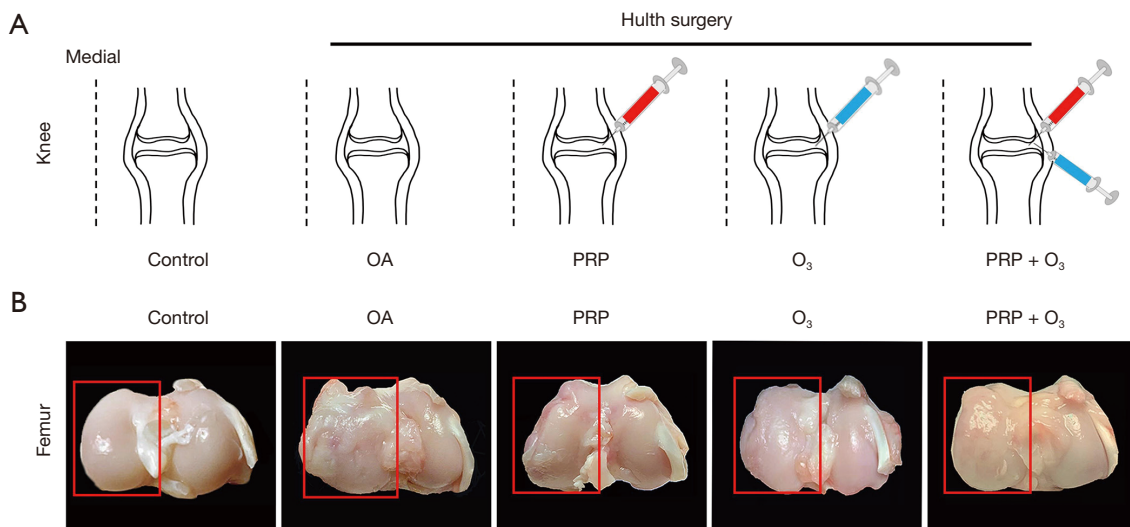 A
Hulth surgery
Medial
Knee
Control
OA
PRP
O₃
PRP + O₃
B
Control
OA
PRP
O₃
PRP + O₃
Femur